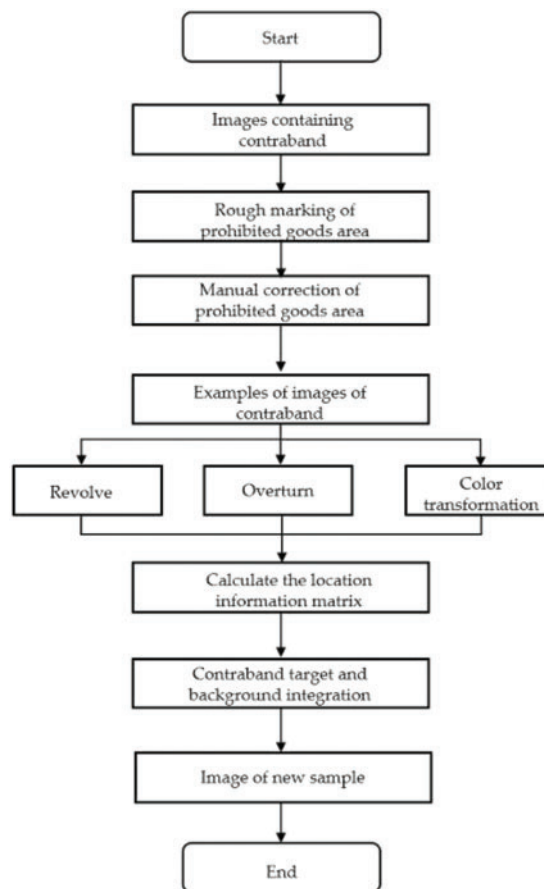 Start
Images containing
contraband
Rough marking of
prohibited goods area
Manual correction of
prohibited goods area
Examples of images of
contraband
Revolve
Overturn
Color
transformation
Calculate the location
information matrix
Contraband target and
background integration
Image of new sample
End